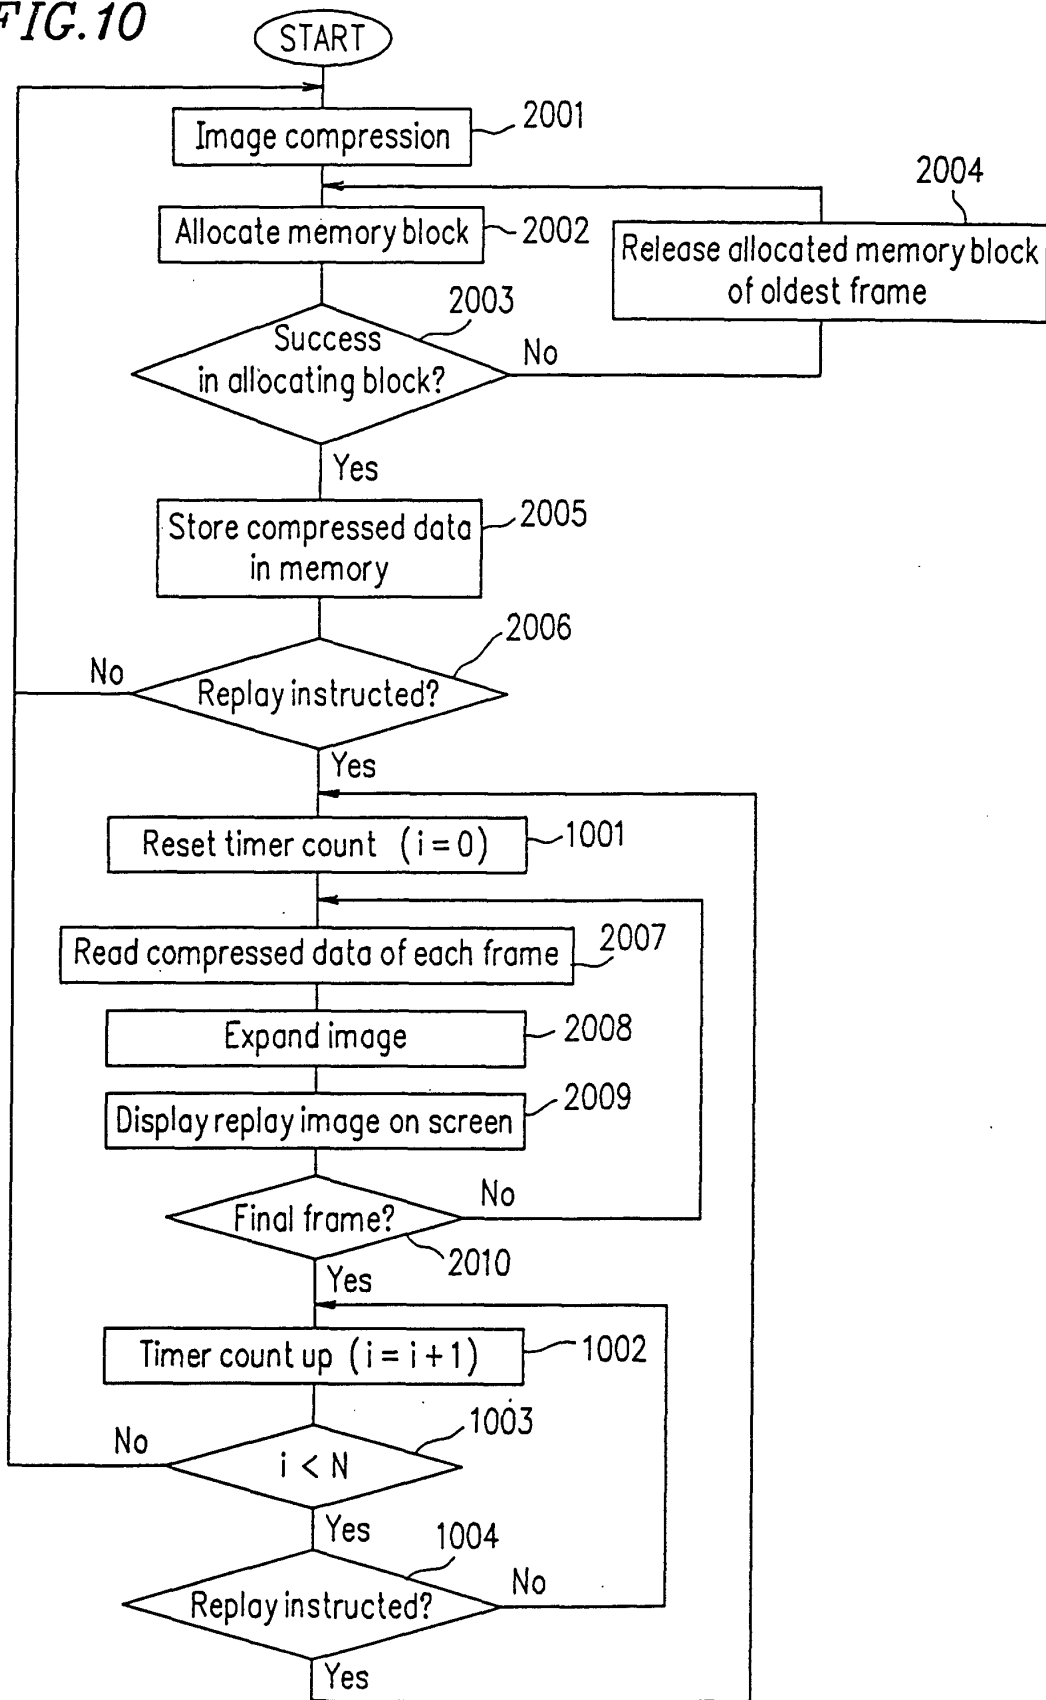 FIG.10
START
Image compression
2001
Allocate memory block
2002
2004
Release allocated memory block
of oldest frame
2003
Success
in allocating block?
No
Yes
Store compressed data
in memory
2005
2006
No
Replay instructed?
Yes
Reset timer count (i=0)
1001
Read compressed data of each frame
2007
Expand image
2008
Display replay image on screen
2009
Final frame?
No
2010
Yes
Timer count up (i= i+1)
1002
1003
No
i < N
Yes
1004
Replay instructed?
No
Yes